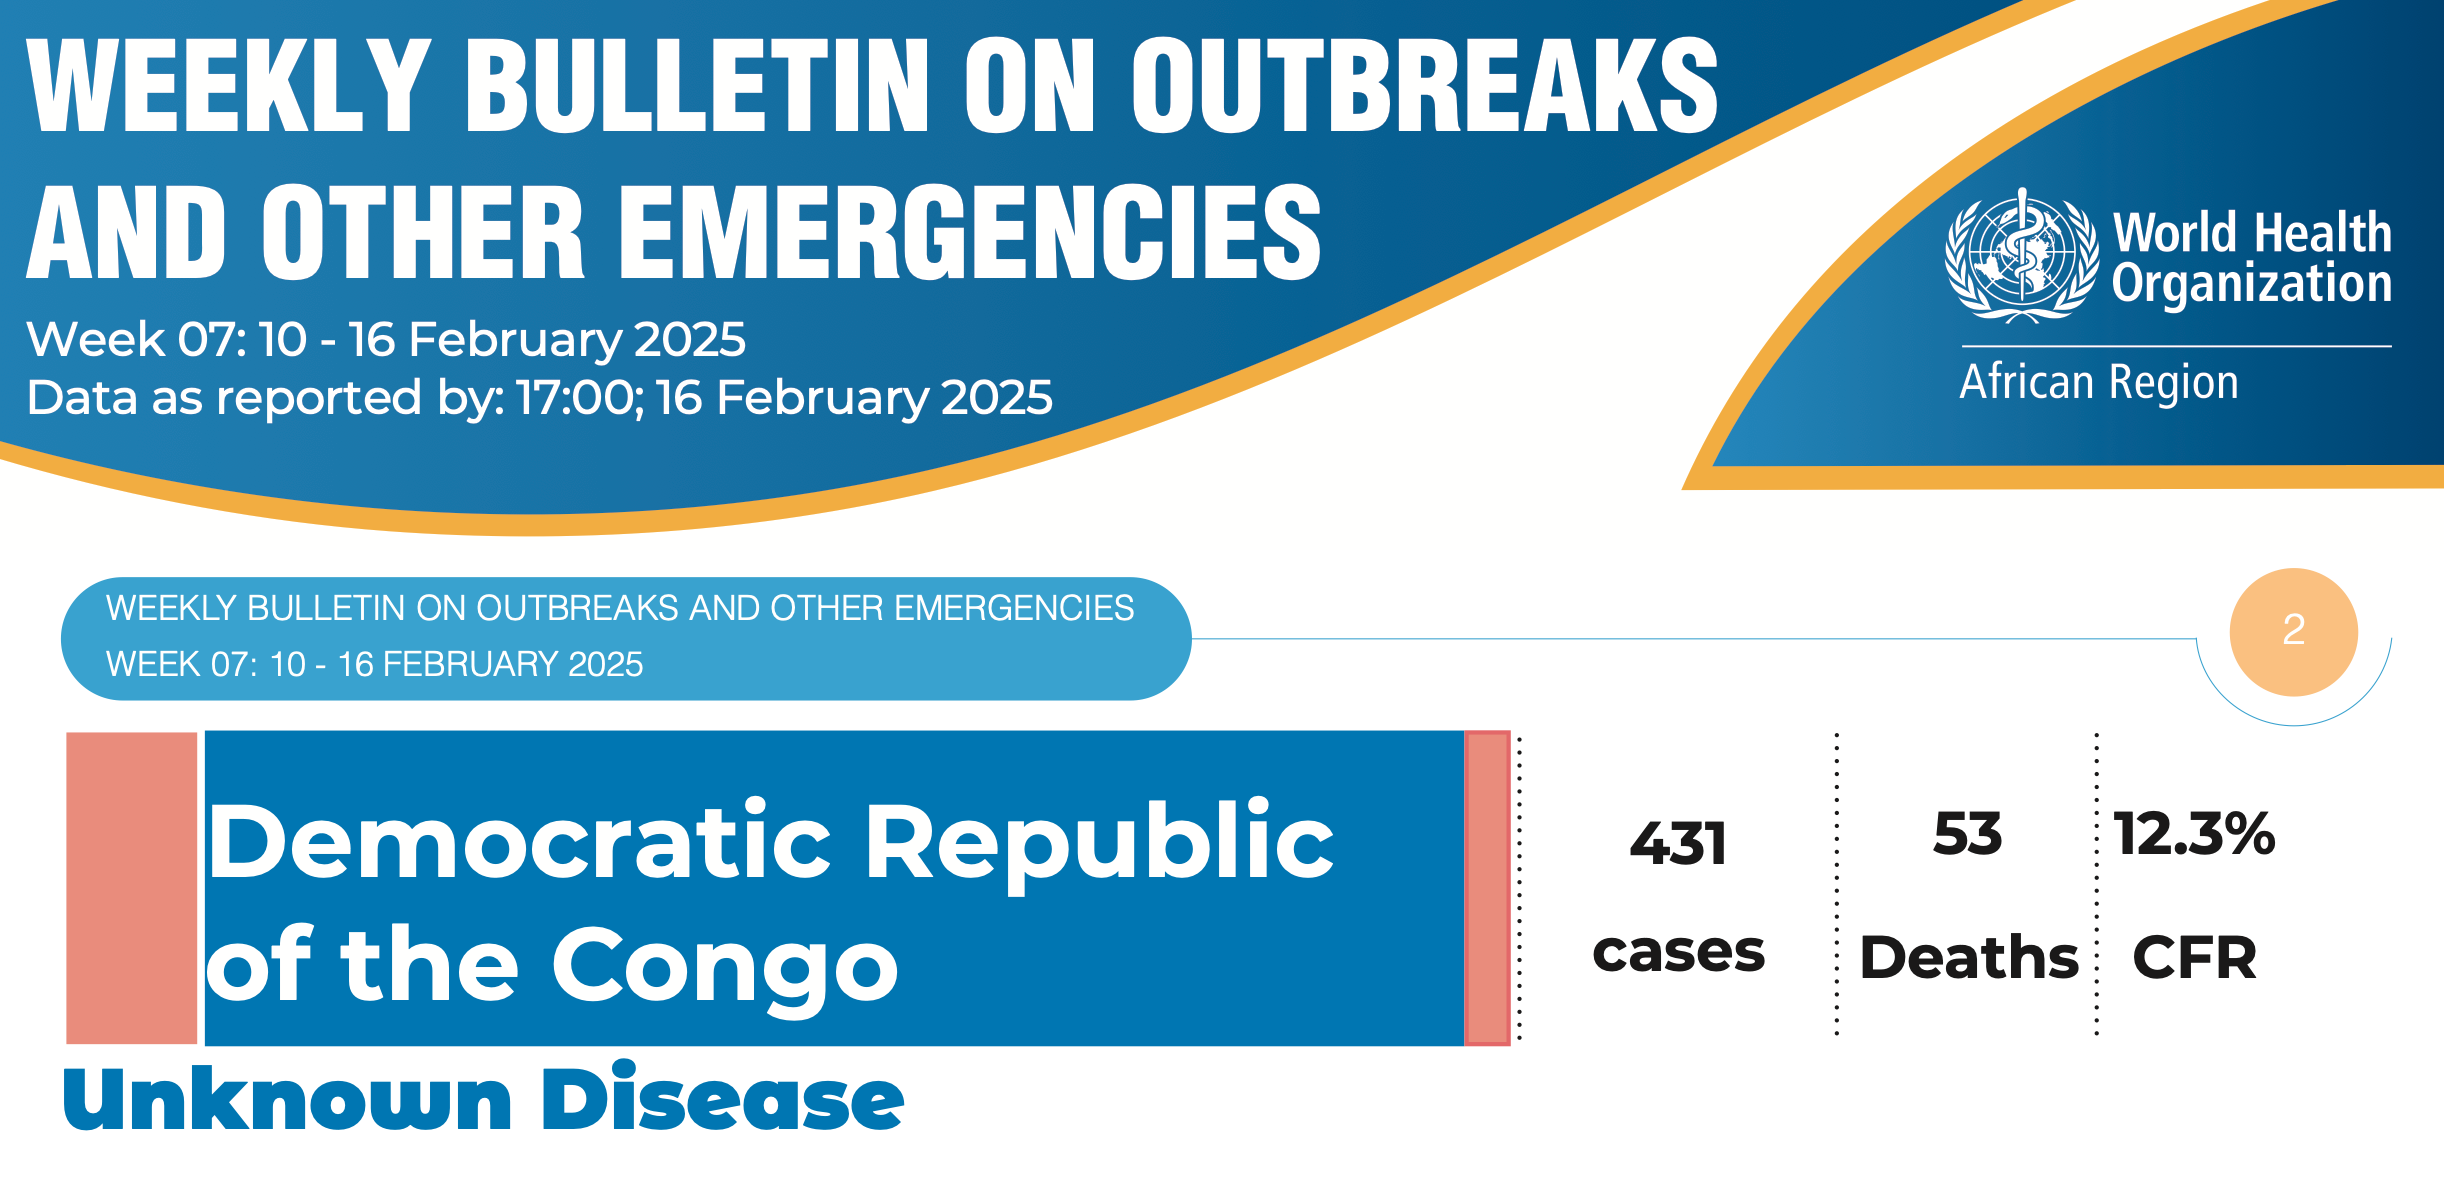 WEEKLY BULLETIN ON OUTBREAKS
AND OTHER EMERGENCIES
Week 07: 10 - 16 February 2025
Data as reported by: 17:00; 16 February 2025
World Health
Organization
African Region
WEEKLY BULLETIN ON OUTBREAKS AND OTHER EMERGENCIES
WEEK 07: 10 - 16 FEBRUARY 2025
2
Democratic Republic
of the Congo
431
cases
53
Deaths
12.3%
CFR
Unknown Disease